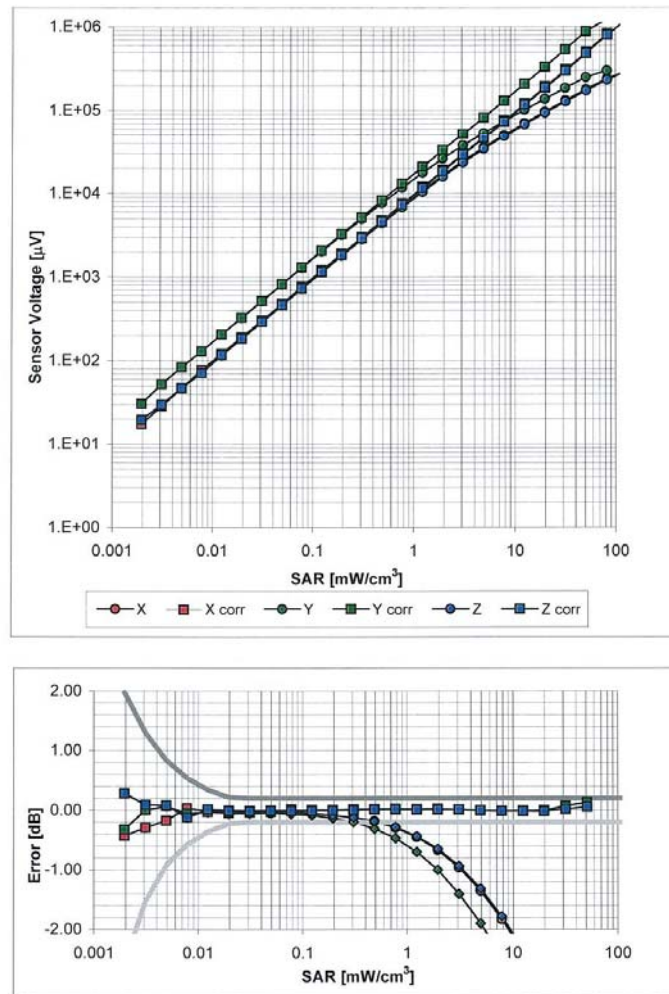 1.E+06
1.E+05
1.E+04
1.E+03
1.E+02
1.E+01
1.E+00
Sensor Voltage [µV]
0.001 0.01 0.1 1 10 100
SAR [mW/cm³]
X X corr Y Y corr Z Z corr
2.00
1.00
0.00
-1.00
-2.00
Error [dB]
0.001 0.01 0.1 1 10 100
SAR [mW/cm³]